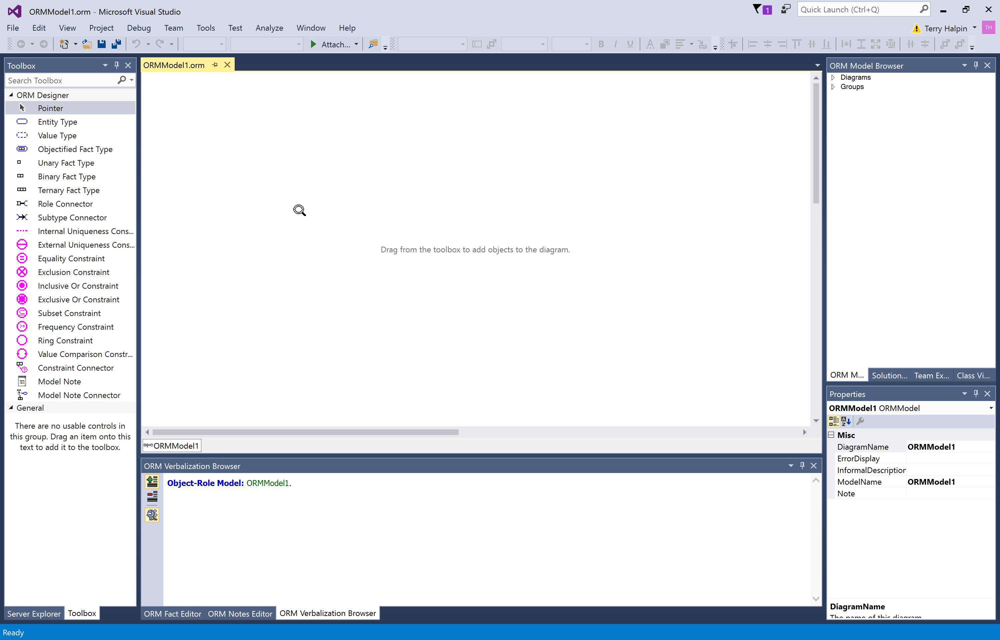 ORMModel1.orm - Microsoft Visual Studio
1
Quick Launch (Ctrl+Q)
File Edit View Project Debug Team Tools Test Analyze Window Help
Terry Halpin TH
Attach...
Toolbox
Search Toolbox
ORM Designer
Pointer
Entity Type
Value Type
Objectified Fact Type
Unary Fact Type
Binary Fact Type
Ternary Fact Type
Role Connector
Subtype Connector
Internal Uniqueness Cons...
External Uniqueness Cons...
Equality Constraint
Exclusion Constraint
Inclusive Or Constraint
Exclusive Or Constraint
Subset Constraint
Frequency Constraint
Ring Constraint
Value Comparison Constr...
Constraint Connector
Model Note
Model Note Connector
General
There are no usable controls in
this group. Drag an item onto this
text to add it to the toolbox.
Server Explorer Toolbox
ORMModel1.orm
Drag from the toolbox to add objects to the diagram.
ORMModel1
ORM Verbalization Browser
Object-Role Model: ORMModel1.
ORM Fact Editor ORM Notes Editor ORM Verbalization Browser
ORM Model Browser
Diagrams
Groups
ORM M... Solution... Team Ex... Class Vi...
Properties
ORMModel1 ORMModel
Misc
DiagramName ORMModel1
ErrorDisplay
InformalDescription
ModelName ORMModel1
Note
DiagramName
The name of this diagram
Ready